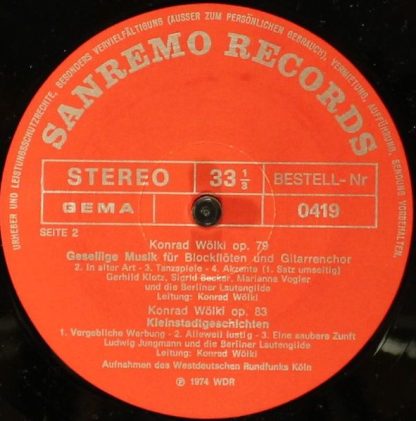 URHEBER UND LEISTUNGSSCHUTZRECHTE, BESONDERS VERVIELFÄLTIGUNG (AUSSER ZUM PERSÖNLICHEN GEBRAUCH), VERMIETUNG, AUFFÜHRUNG, SENDUNG VORBEHALTEN.
SANREMO RECORDS
STEREO 33 1/3 BESTELL-Nr
GEMA 0419
SEITE 2
Konrad Wölki op. 79
Gesellige Musik für Blockflöten und Gitarrenchor
2. In alter Art - 3. Tanzspiele - 4. Akzente (1. Satz umseitig)
Gerhild Klotz, Sigrid Becker, Marianne Vogler
und die Berliner Lautengilde
Leitung: Konrad Wölki
Konrad Wölki op. 83
Kleinstadtgeschichten
1. Vergebliche Werbung - 2. Alleweil lustig - 3. Eine saubere Zunft
Ludwig Jungmann und die Berliner Lautengilde
Leitung: Konrad Wölki
Aufnahmen des Westdeutschen Rundfunks Köln
℗ 1974 WDR